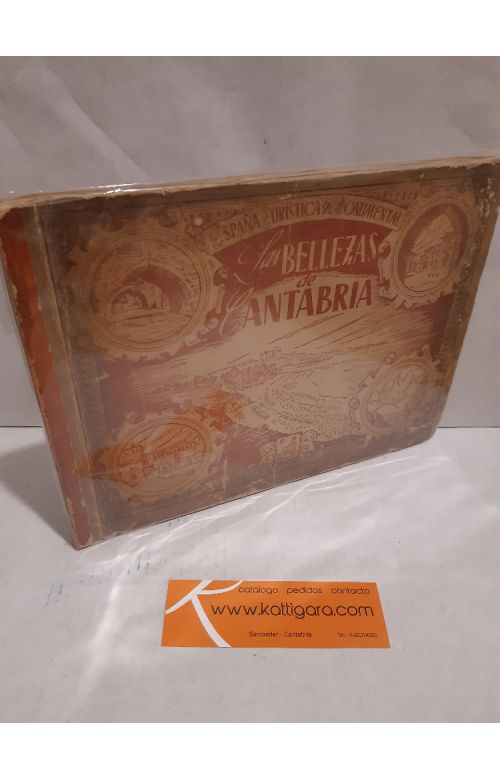 ESPAÑA TURÍSTICA Y MONUMENTAL
Las BELLEZAS
de
CANTABRIA
catálogo pedidos contacto
www.kattigara.com
Santander - Cantabria